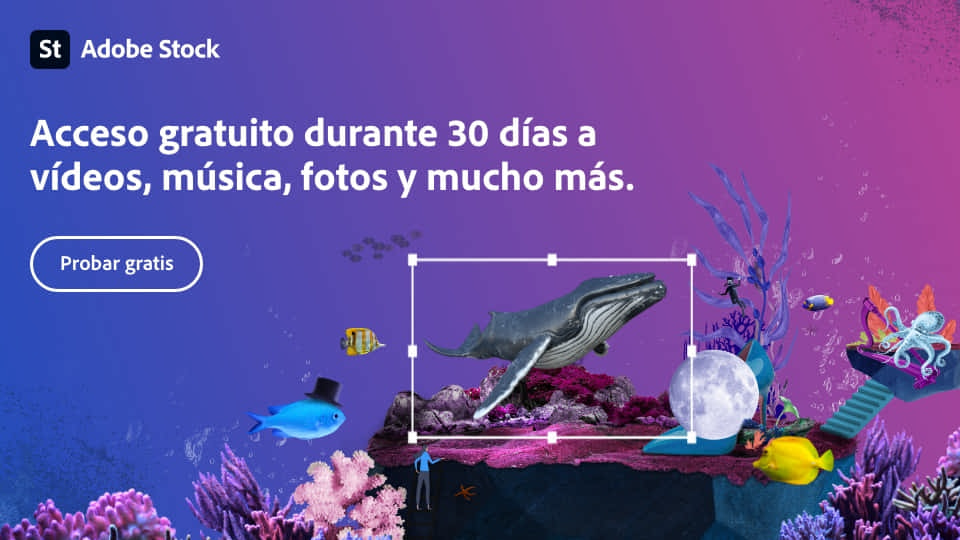 St Adobe Stock
Acceso gratuito durante 30 días a
vídeos, música, fotos y mucho más.
Probar gratis